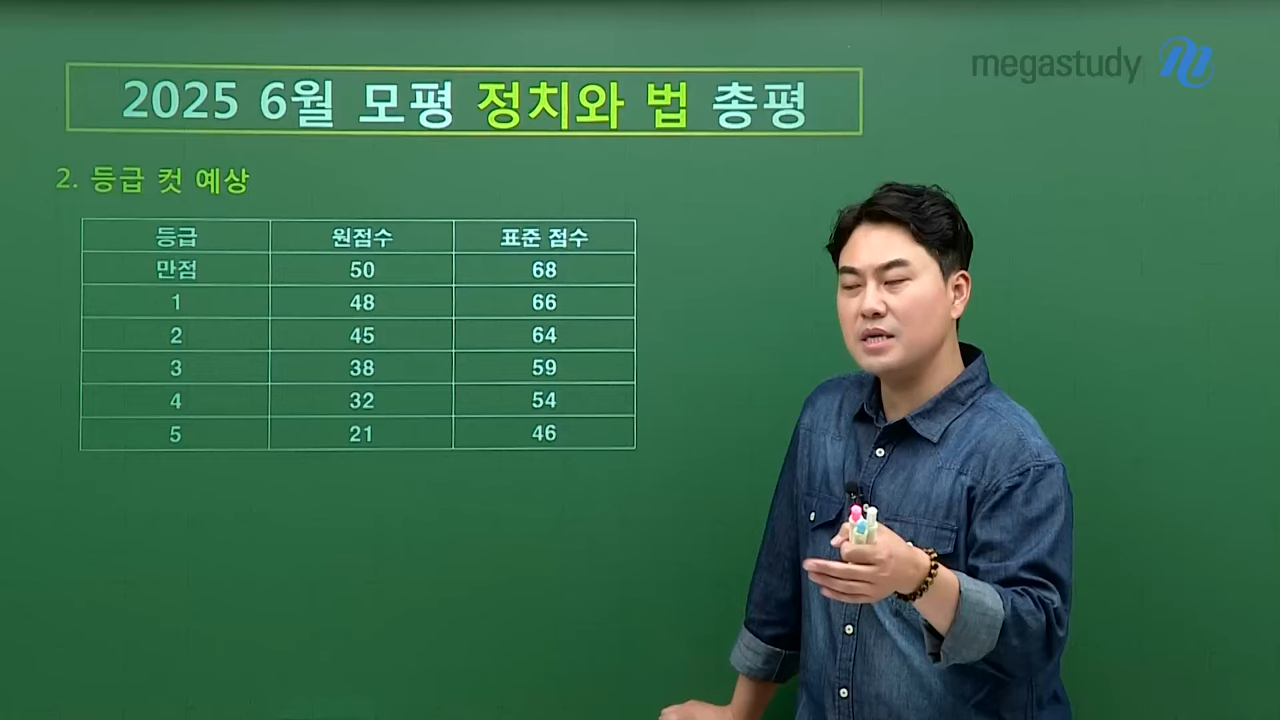 megastudy
2025 6월 모평 정치와 법 총평
2. 등급 컷 예상
등급 원점수 표준 점수
만점 50 68
1 48 66
2 45 64
3 38 59
4 32 54
5 21 46